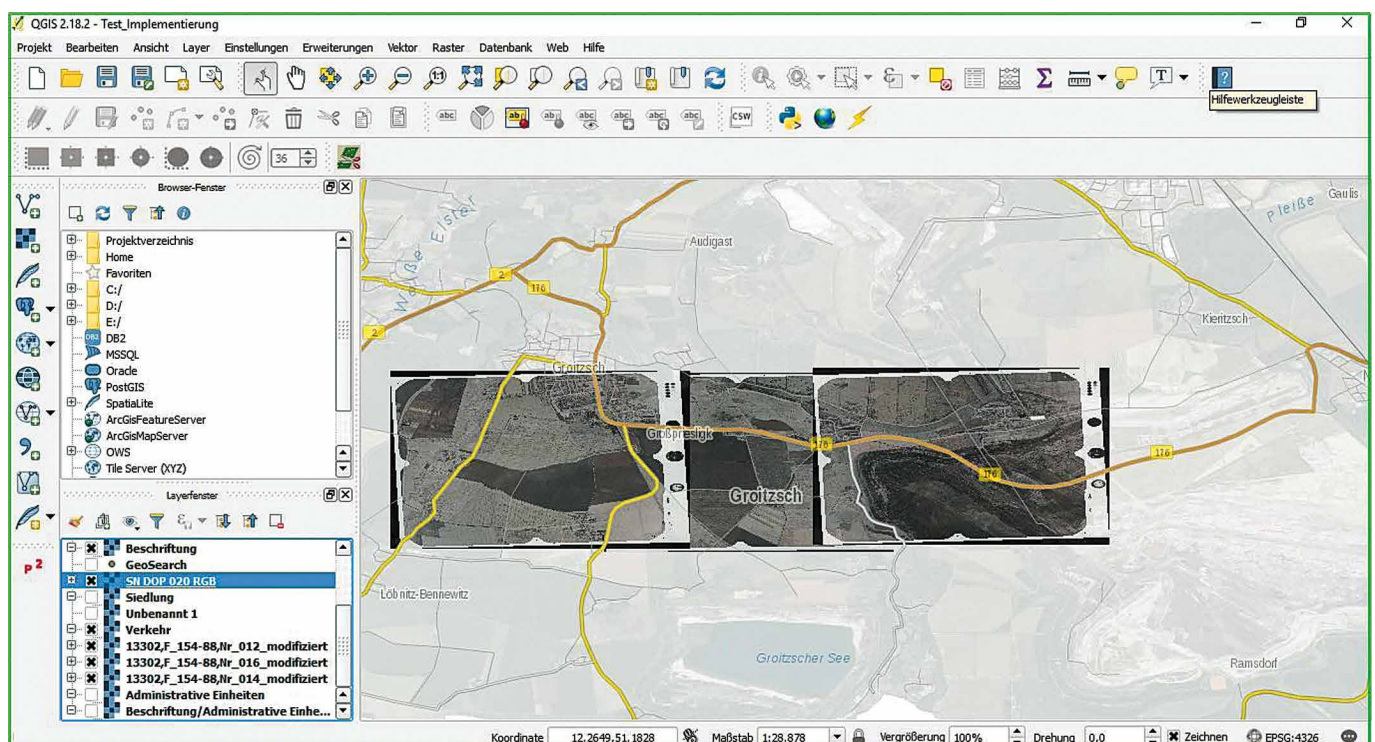 QGIS 2.18.2 - Test_Implementierung
Projekt Bearbeiten Ansicht Layer Einstellungen Erweiterungen Vektor Raster Datenbank Web Hilfe
Hilfewerkzeugleiste
abc
CSW
36
Browser-Fenster
Projektverzeichnis
Home
Favoriten
C:/
D:/
E:/
DB2
MSSQL
Oracle
PostGIS
SpatiaLite
ArcGisFeatureServer
ArcGisMapServer
OWS
Tile Server (XYZ)
Layerfenster
Beschriftung
GeoSearch
SN DOP 020 RGB
Siedlung
Unbenannt 1
Verkehr
13302,F_154-88,Nr_012_modifiziert
13302,F_154-88,Nr_016_modifiziert
13302,F_154-88,Nr_014_modifiziert
Administrative Einheiten
Beschriftung/Administrative Einhe...
Weiße Elster
Audigast
Pleiße
Gaulis
2
176
2
Kieritzsch
Groitzsch
Großpresligk
176
176
176
Groitzsch
Löbnitz-Bennewitz
Groitzscher See
Ramsdorf
Koordinate 12.2649,51.1828 Maßstab 1:28.878 Vergrößerung 100% Drehung 0,0 Zeichnen EPSG:4326